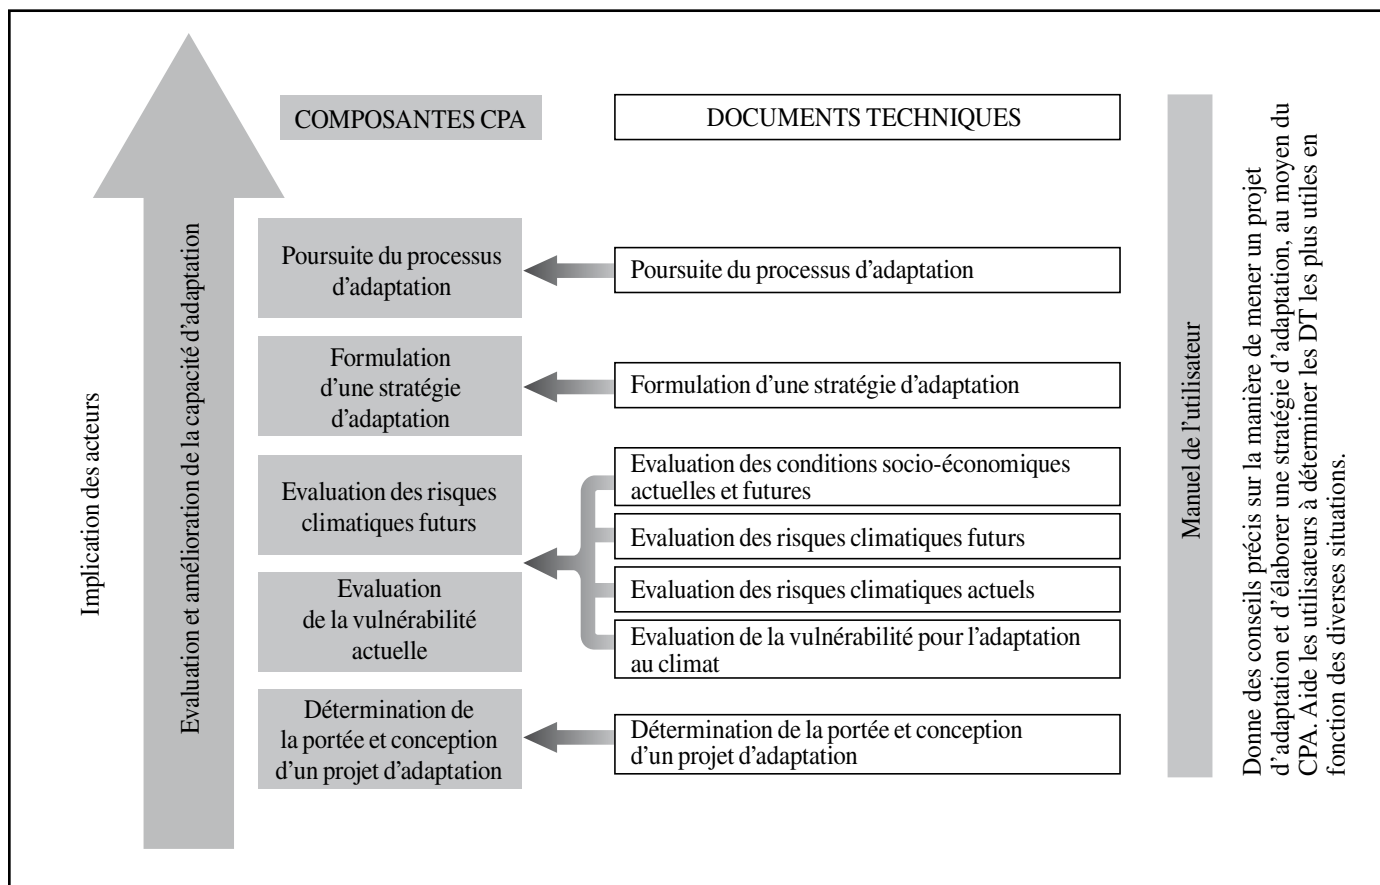 Implication des acteurs
Evaluation et amélioration de la capacité d’adaptation
COMPOSANTES CPA
DOCUMENTS TECHNIQUES
Poursuite du processus
d’adaptation
Poursuite du processus d’adaptation
Formulation
d’une stratégie
d’adaptation
Formulation d’une stratégie d’adaptation
Evaluation des risques
climatiques futurs
Evaluation
de la vulnérabilité
actuelle
Evaluation des conditions socio-économiques
actuelles et futures
Evaluation des risques climatiques futurs
Evaluation des risques climatiques actuels
Evaluation de la vulnérabilité pour l’adaptation
au climat
Détermination de
la portée et conception
d’un projet d’adaptation
Détermination de la portée et conception
d’un projet d’adaptation
Manuel de l’utilisateur
Donne des conseils précis sur la manière de mener un projet
d’adaptation et d’élaborer une stratégie d’adaptation, au moyen du
CPA. Aide les utilisateurs à déterminer les DT les plus utiles en
fonction des diverses situations.